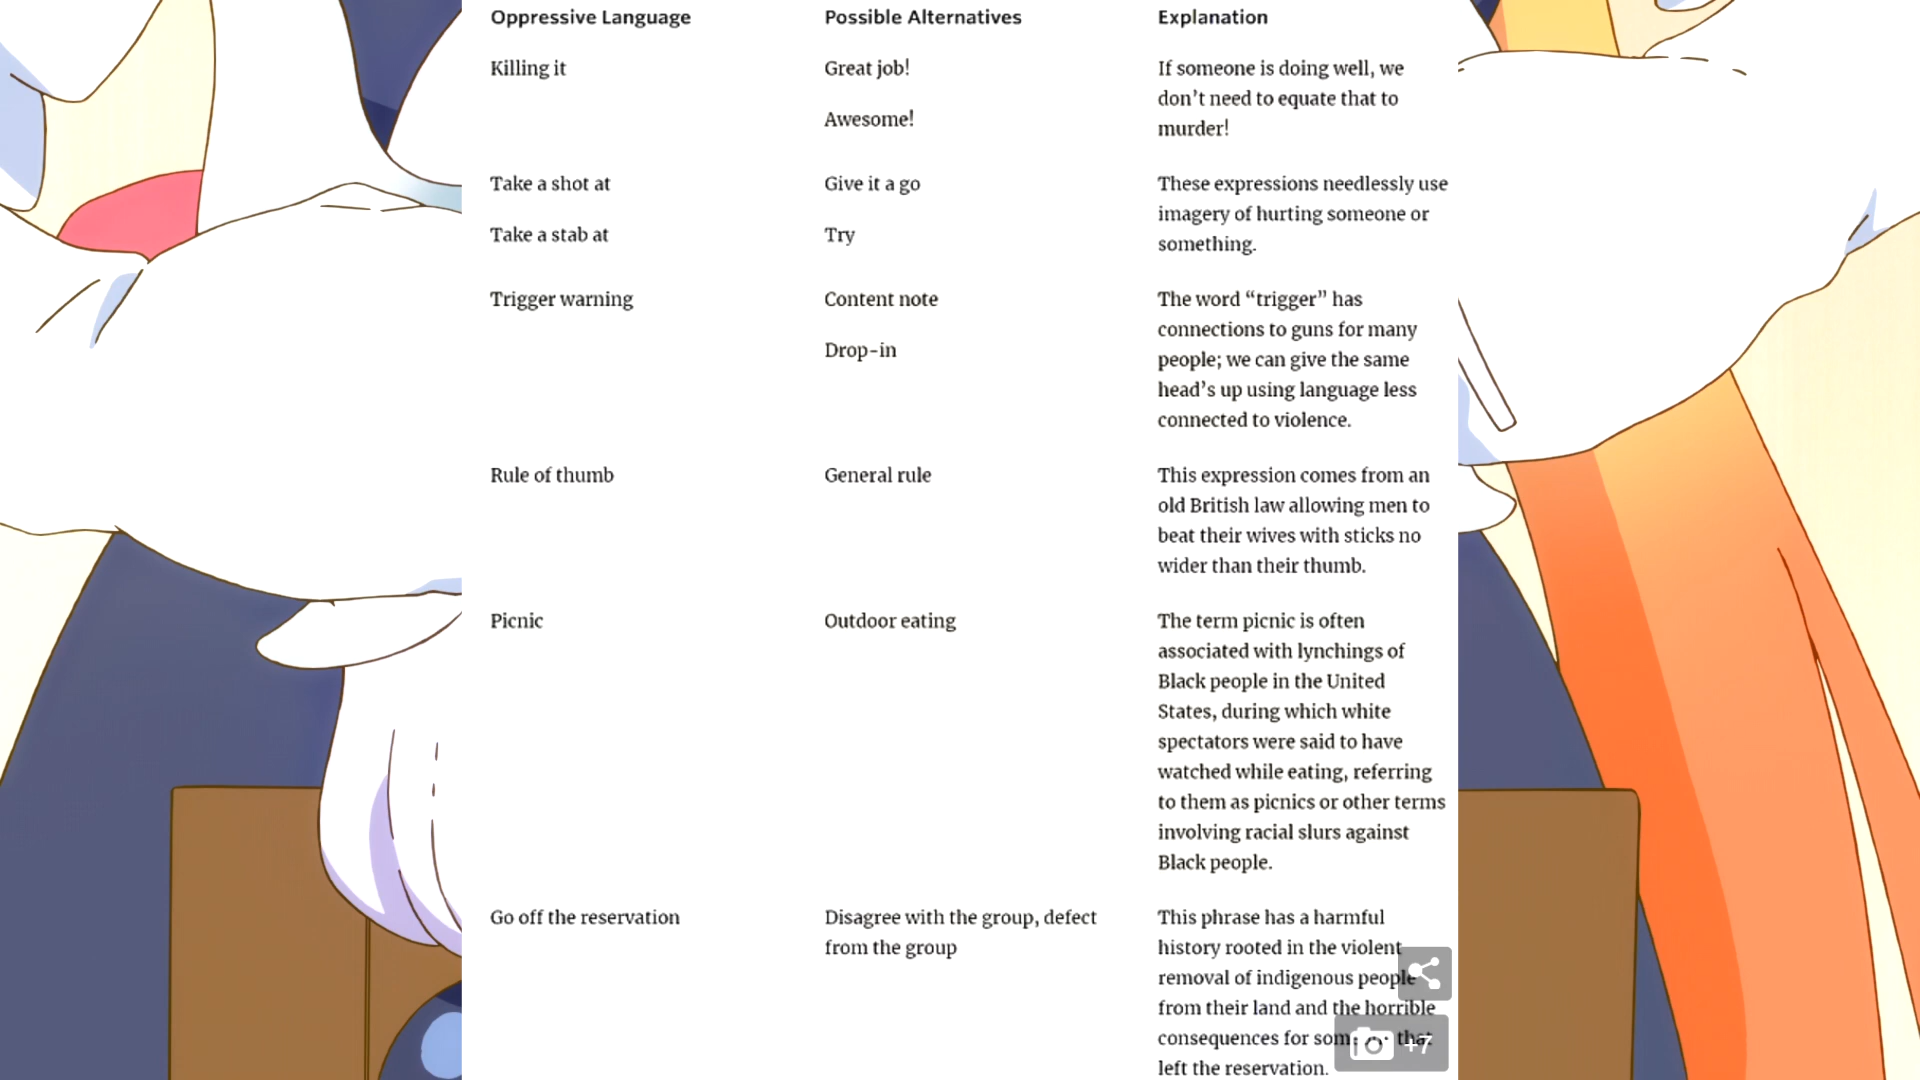 Oppressive Language Possible Alternatives Explanation
Killing it Great job! If someone is doing well, we
don’t need to equate that to
Awesome!
murder!
Take a shot at Give it a go These expressions needlessly use
imagery of hurting someone or
Take a stab at Try
something.
Trigger warning Content note The word “trigger” has
connections to guns for many
Drop-in
people; we can give the same
head’s up using language less
connected to violence.
Rule of thumb General rule This expression comes from an
old British law allowing men to
beat their wives with sticks no
wider than their thumb.
Picnic Outdoor eating The term picnic is often
associated with lynchings of
Black people in the United
States, during which white
spectators were said to have
watched while eating, referring
to them as picnics or other terms
involving racial slurs against
Black people.
Go off the reservation Disagree with the group, defect This phrase has a harmful
from the group history rooted in the violent
removal of indigenous people
from their land and the horrible
consequences for that
left the reservation.
+7